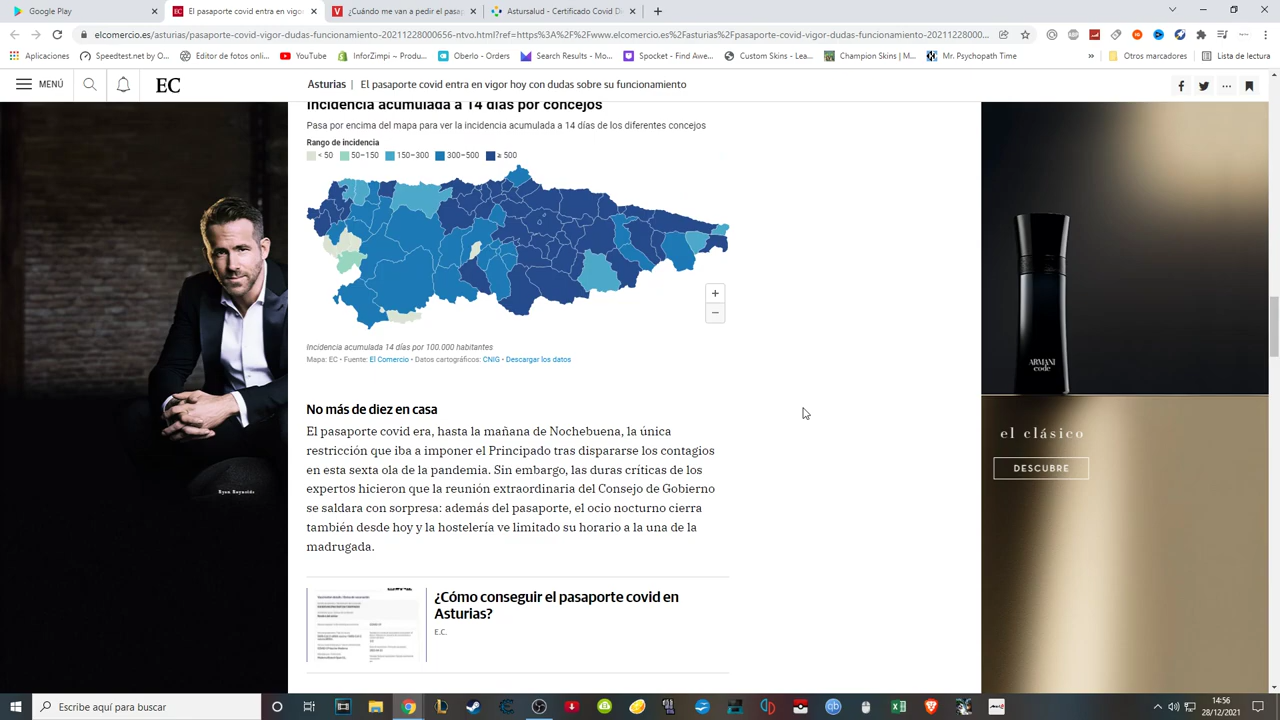 Google Play
El pasaporte covid entra en vigor
¿Cuándo me van a pedir el pasap
Astursalud - Certificado Covid Di
elcomercio.es/asturias/pasaporte-covid-vigor-dudas-funcionamiento-20211228000656-ntvo.html?ref=https%3A%2F%2Fwww.elcomercio.es%2Fasturias%2Fpasaporte-covid-vigor-dudas-funcionamiento-20211228000...
Aplicaciones
Speedtest.net by O...
Editor de fotos onli...
YouTube
InforZimpi – Produ...
Aberlo - Orders
Search Results - Mo...
Spocket - Find Awe...
Custom Skins - Lea...
Champion Skins | M...
Mr. Psychopath Time
»
Otros marcadores
Lista de lectura
MENÚ
EC
Asturias | El pasaporte covid entra en vigor hoy con dudas sobre su funcionamiento
Incidencia acumulada a 14 días por concejos
Pasa por encima del mapa para ver la incidencia acumulada a 14 días de los diferentes concejos
Rango de incidencia
< 50 50–150 150–300 300–500 ≥ 500
+
−
Incidencia acumulada 14 días por 100.000 habitantes
Mapa: EC • Fuente: El Comercio • Datos cartográficos: CNIG • Descargar los datos
No más de diez en casa
El pasaporte covid era, hasta la mañana de Nochebuena, la única
restricción que iba a imponer el Principado tras dispararse los contagios
en esta sexta ola de la pandemia. Sin embargo, las duras críticas de los
expertos hicieron que la reunión extraordinaria del Consejo de Gobierno
se saldara con sorpresa: además del pasaporte, el ocio nocturno cierra
también desde hoy y la hostelería ve limitado su horario a la una de la
madrugada.
¿Cómo conseguir el pasaporte covid en
Asturias?
E.C.
Ryan Reynolds
ARMANI
code
el clásico
DESCUBRE
Escribe aquí para buscar
14:56
28/12/2021